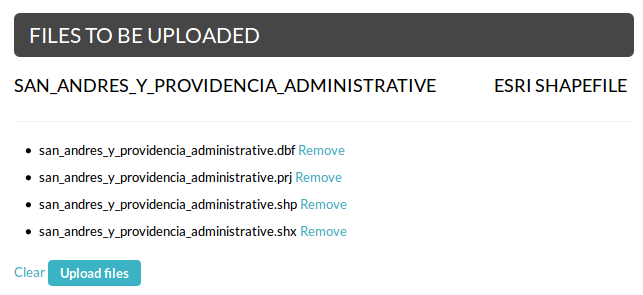 FILES TO BE UPLOADED
SAN_ANDRES_Y_PROVIDENCIA_ADMINISTRATIVE ESRI SHAPEFILE
san_andres_y_providencia_administrative.dbf Remove
san_andres_y_providencia_administrative.prj Remove
san_andres_y_providencia_administrative.shp Remove
san_andres_y_providencia_administrative.shx Remove
Clear Upload files